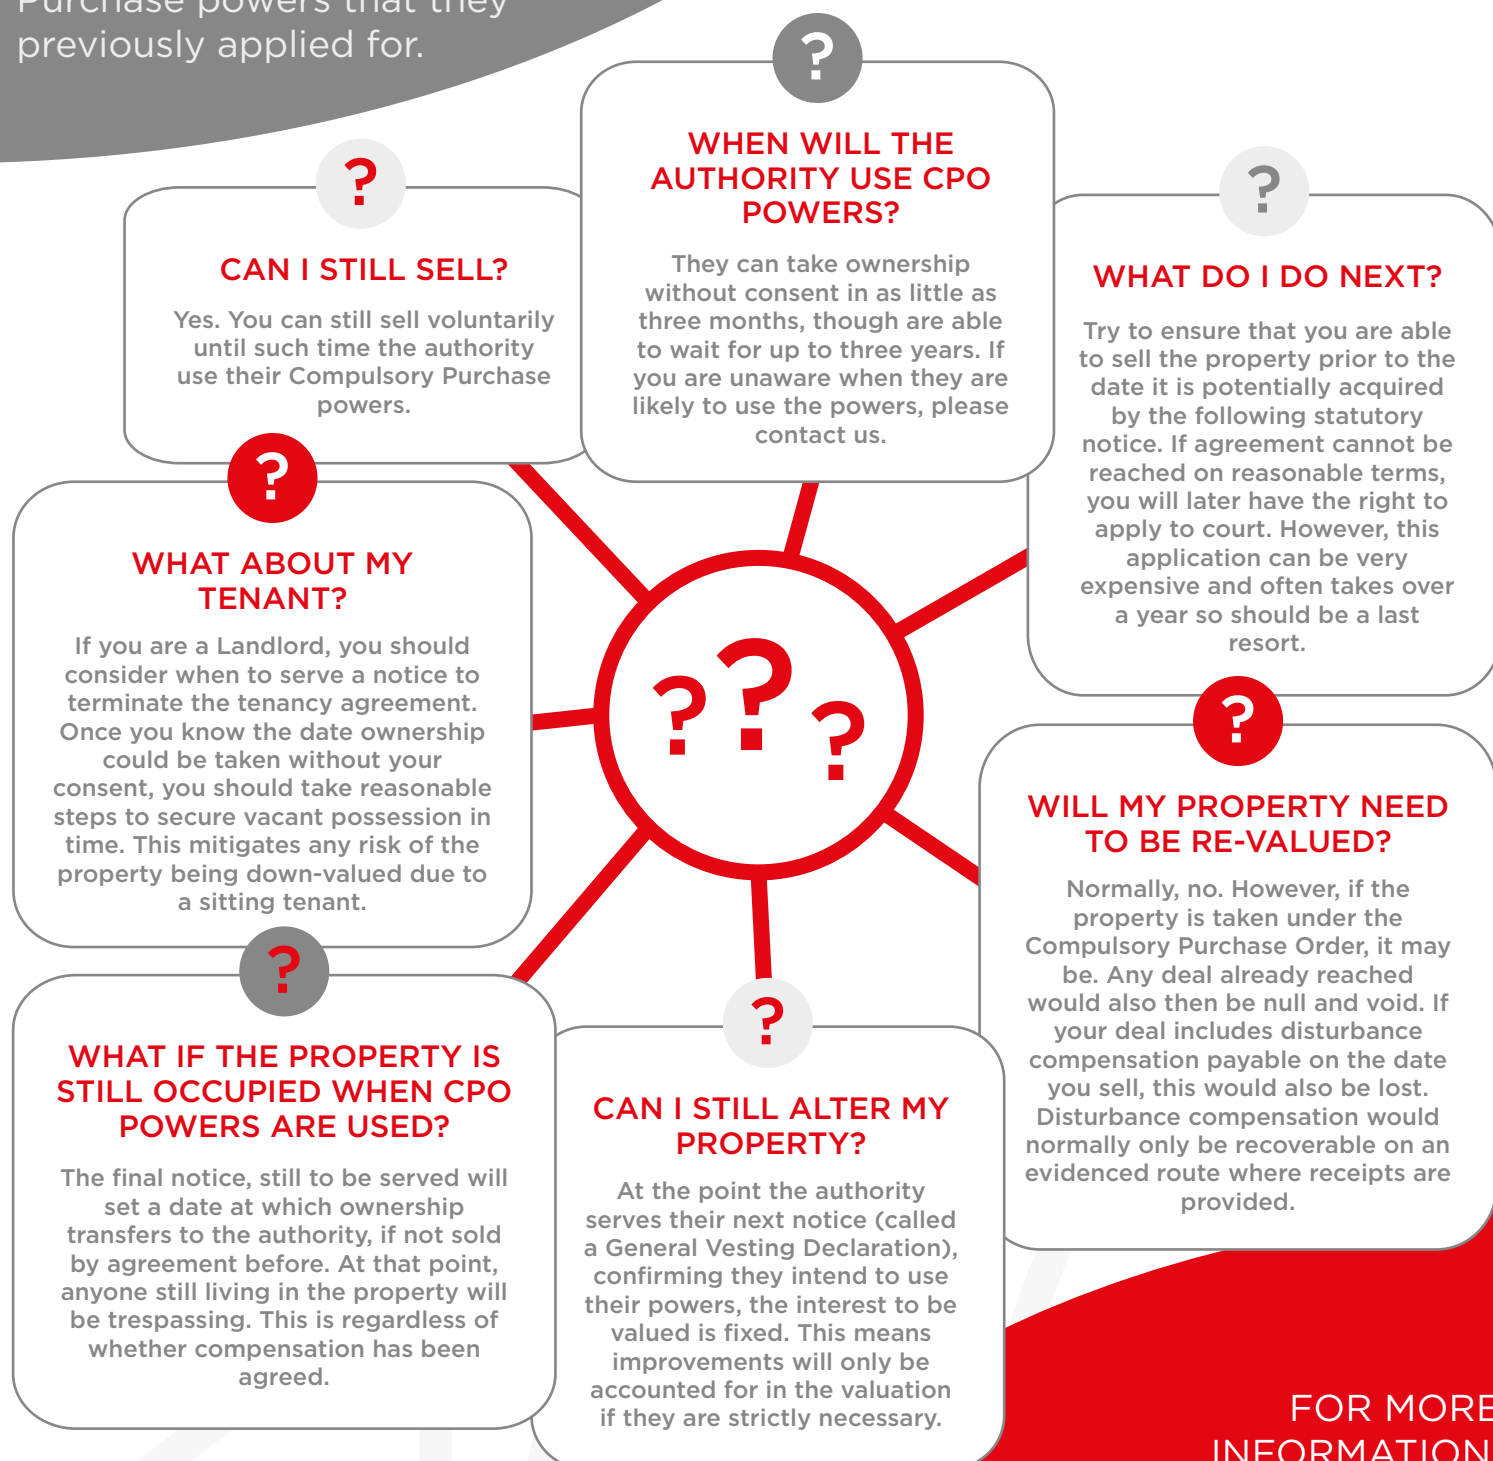 Purchase powers that they
previously applied for.
?
WHEN WILL THE
AUTHORITY USE CPO
POWERS?
They can take ownership
without consent in as little as
three months, though are able
to wait for up to three years. If
you are unaware when they are
likely to use the powers, please
contact us.
?
CAN I STILL SELL?
Yes. You can still sell voluntarily
until such time the authority
use their Compulsory Purchase
powers.
?
WHAT DO I DO NEXT?
Try to ensure that you are able
to sell the property prior to the
date it is potentially acquired
by the following statutory
notice. If agreement cannot be
reached on reasonable terms,
you will later have the right to
apply to court. However, this
application can be very
expensive and often takes over
a year so should be a last
resort.
?
WHAT ABOUT MY
TENANT?
If you are a Landlord, you should
consider when to serve a notice to
terminate the tenancy agreement.
Once you know the date ownership
could be taken without your
consent, you should take reasonable
steps to secure vacant possession in
time. This mitigates any risk of the
property being down-valued due to
a sitting tenant.
? ? ?
?
WILL MY PROPERTY NEED
TO BE RE-VALUED?
Normally, no. However, if the
property is taken under the
Compulsory Purchase Order, it may
be. Any deal already reached
would also then be null and void. If
your deal includes disturbance
compensation payable on the date
you sell, this would also be lost.
Disturbance compensation would
normally only be recoverable on an
evidenced route where receipts are
provided.
?
WHAT IF THE PROPERTY IS
STILL OCCUPIED WHEN CPO
POWERS ARE USED?
The final notice, still to be served will
set a date at which ownership
transfers to the authority, if not sold
by agreement before. At that point,
anyone still living in the property will
be trespassing. This is regardless of
whether compensation has been
agreed.
?
CAN I STILL ALTER MY
PROPERTY?
At the point the authority
serves their next notice (called
a General Vesting Declaration),
confirming they intend to use
their powers, the interest to be
valued is fixed. This means
improvements will only be
accounted for in the valuation
if they are strictly necessary.
FOR MORE
INFORMATION